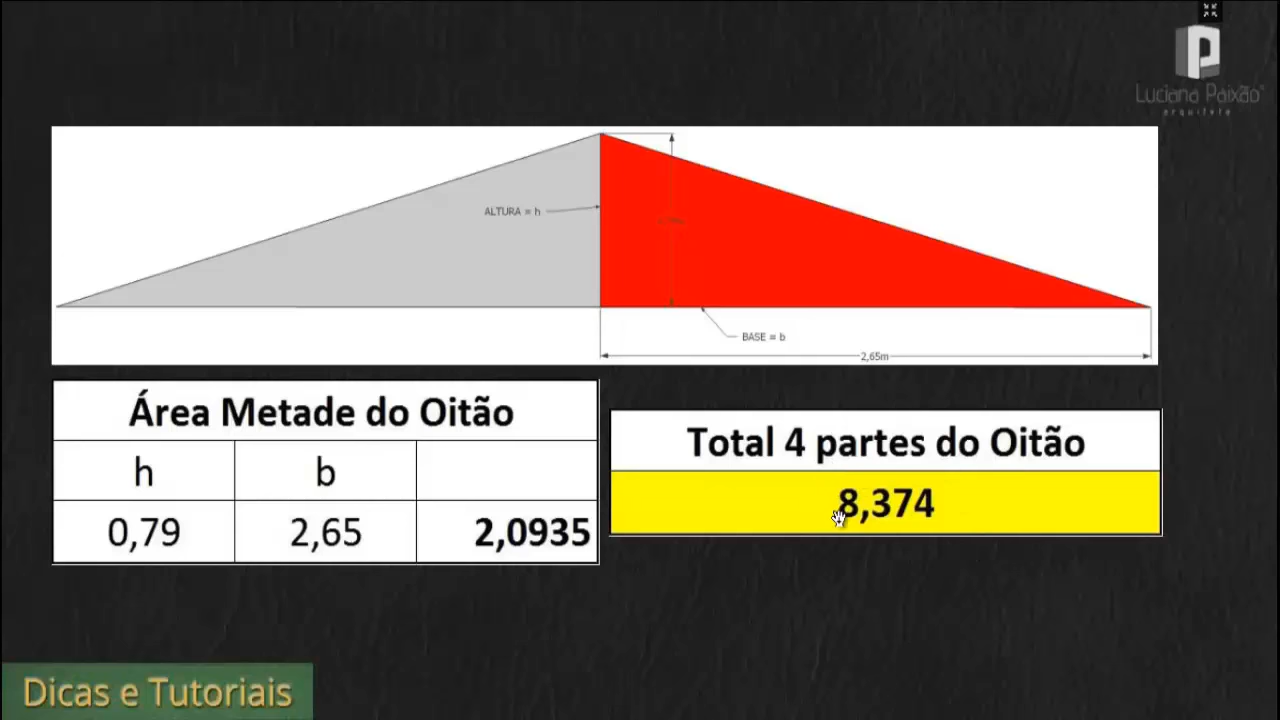 Luciana Paixão
arquiteta
ALTURA = h
BASE = b
2,65m
Área Metade do Oitão
h b
0,79 2,65 2,0935
Total 4 partes do Oitão
8,374
Dicas e Tutoriais